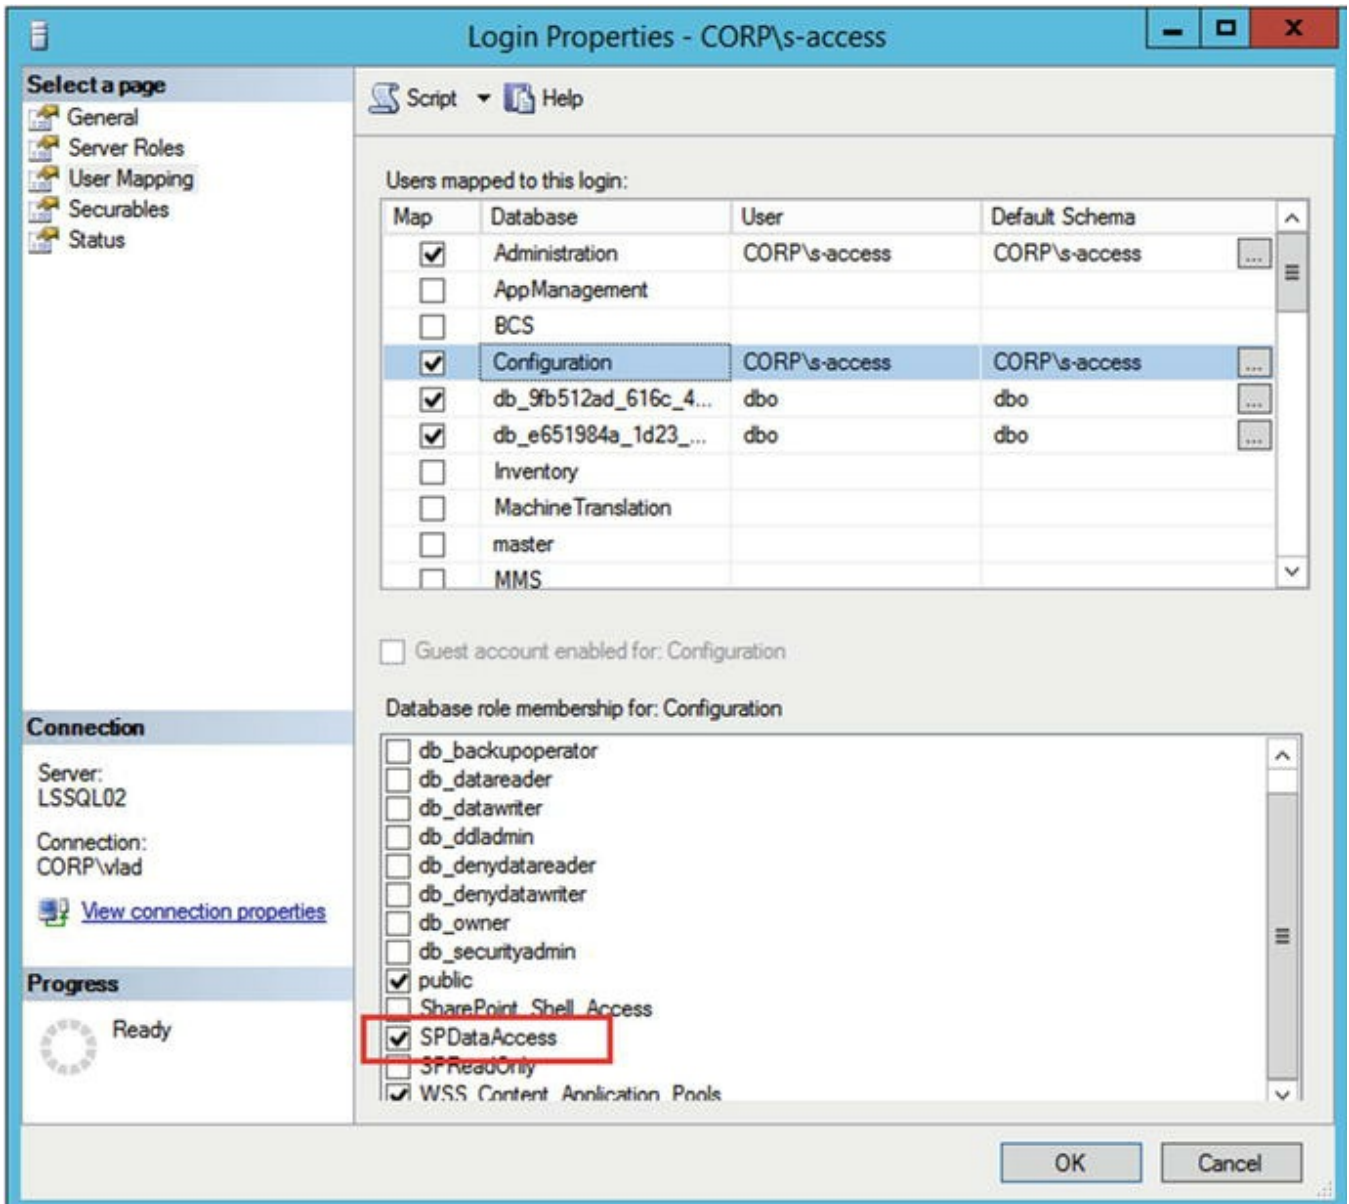 Login Properties - CORP\s-access
Select a page
General
Server Roles
User Mapping
Securables
Status
Script Help
Users mapped to this login:
Map Database User Default Schema
Administration CORP\s-access CORP\s-access ...
AppManagement
BCS
Configuration CORP\s-access CORP\s-access ...
db_9fb512ad_616c_4... dbo dbo ...
db_e651984a_1d23_... dbo dbo ...
Inventory
MachineTranslation
master
MMS
Guest account enabled for: Configuration
Database role membership for: Configuration
db_backupoperator
db_datareader
db_datawriter
db_ddladmin
db_denydatareader
db_denydatawriter
db_owner
db_securityadmin
public
SharePoint_Shell_Access
SPDataAccess
SPReadOnly
WSS_Content_Application_Pools
Connection
Server:
LSSQL02
Connection:
CORP\vlad
View connection properties
Progress
Ready
OK Cancel